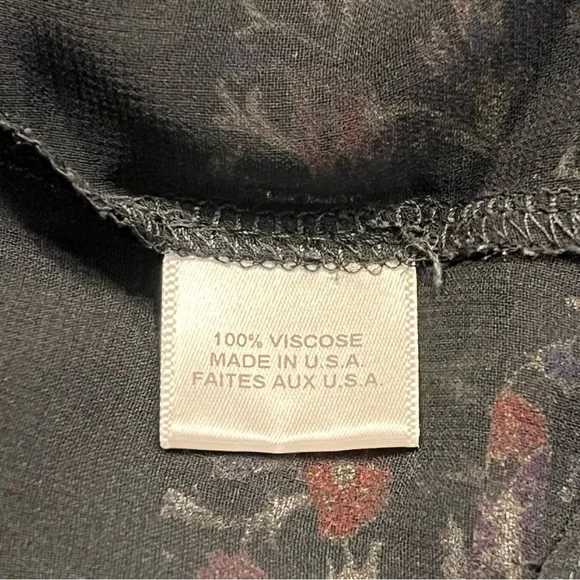 100% VISCOSE
MADE IN U.S.A.
FAITES AUX U.S.A.